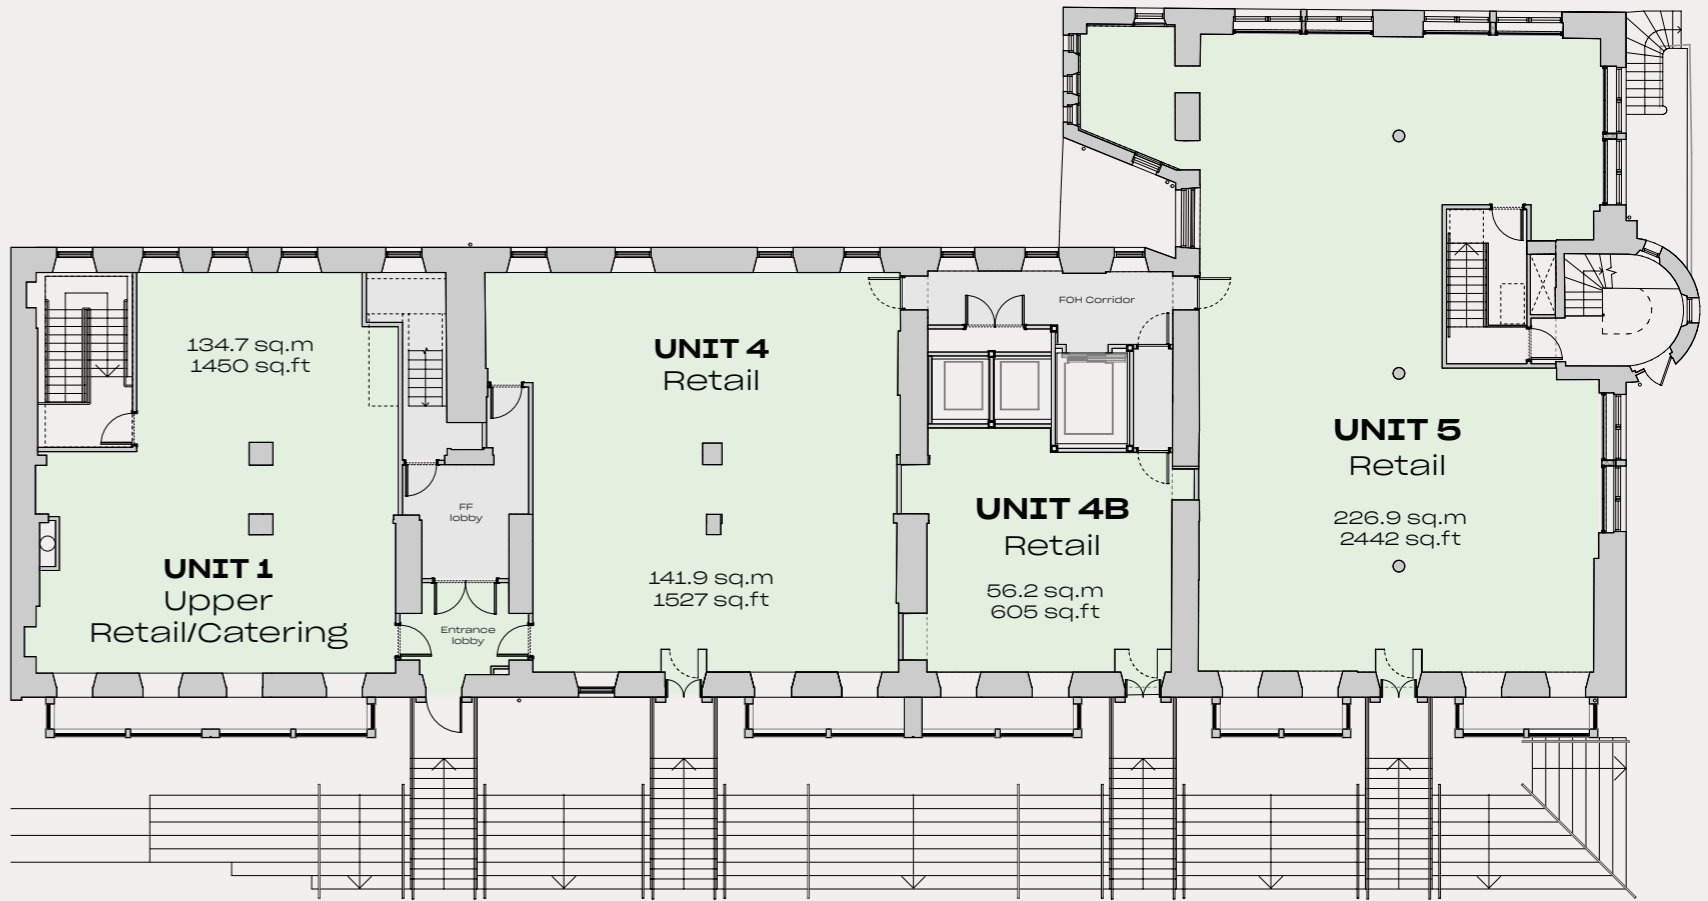 134.7 sq.m
1450 sq.ft
UNIT 1
Upper
Retail/Catering
FF
lobby
Entrance
lobby
UNIT 4
Retail
141.9 sq.m
1527 sq.ft
FOH Corridor
UNIT 4B
Retail
56.2 sq.m
605 sq.ft
UNIT 5
Retail
226.9 sq.m
2442 sq.ft